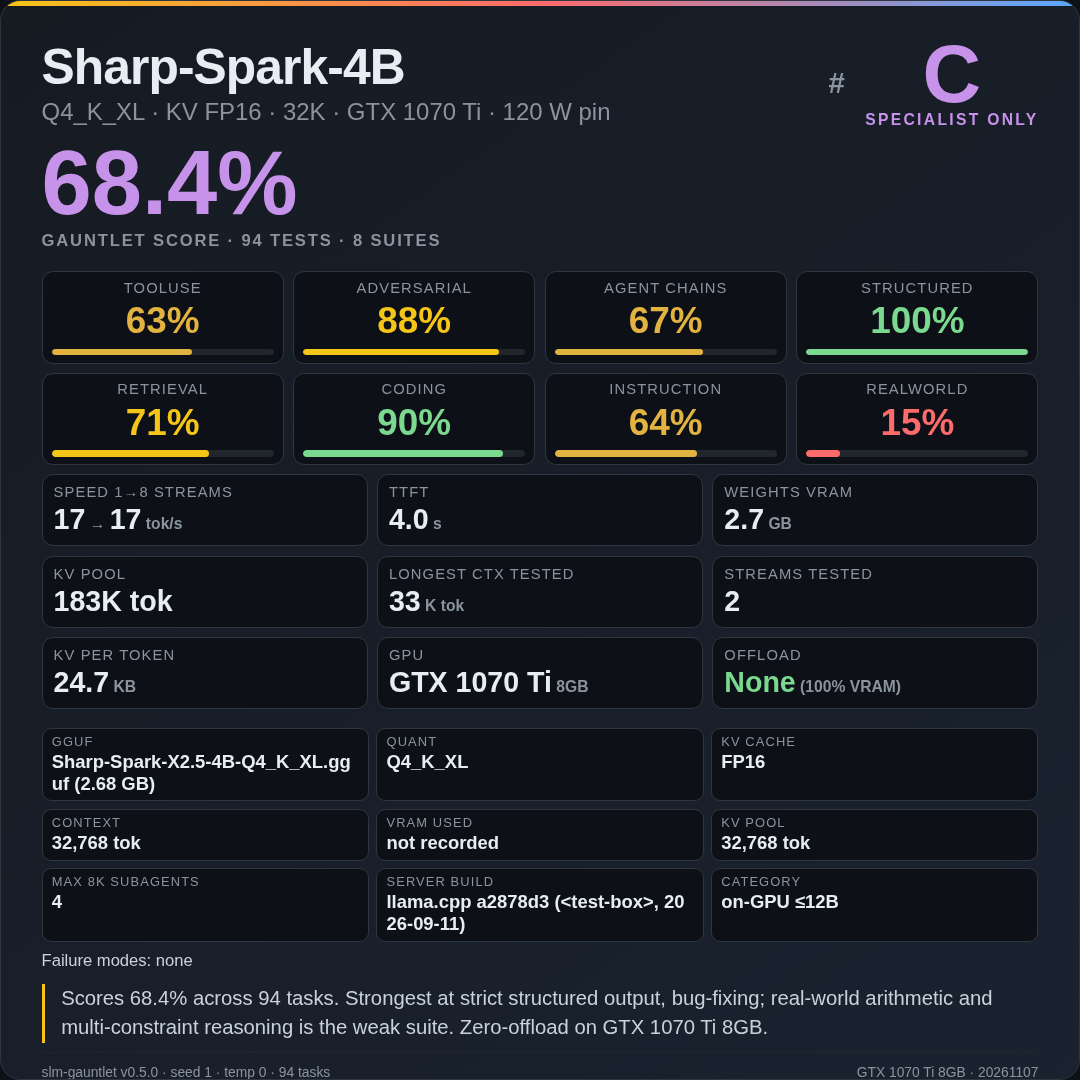 Sharp-Spark-4B
Q4_K_XL · KV FP16 · 32K · GTX 1070 Ti · 120 W pin
#
C
SPECIALIST ONLY
68.4%
GAUNTLET SCORE · 94 TESTS · 8 SUITES
TOOLUSE
63%
ADVERSARIAL
88%
AGENT CHAINS
67%
STRUCTURED
100%
RETRIEVAL
71%
CODING
90%
INSTRUCTION
64%
REALWORLD
15%
SPEED 1→8 STREAMS
17 → 17 tok/s
TTFT
4.0 s
WEIGHTS VRAM
2.7 GB
KV POOL
183K tok
LONGEST CTX TESTED
33 K tok
STREAMS TESTED
2
KV PER TOKEN
24.7 KB
GPU
GTX 1070 Ti 8GB
OFFLOAD
None (100% VRAM)
GGUF
Sharp-Spark-X2.5-4B-Q4_K_XL.gg
uf (2.68 GB)
QUANT
Q4_K_XL
KV CACHE
FP16
CONTEXT
32,768 tok
VRAM USED
not recorded
KV POOL
32,768 tok
MAX 8K SUBAGENTS
4
SERVER BUILD
llama.cpp a2878d3 (<test-box>, 20
26-09-11)
CATEGORY
on-GPU ≤12B
Failure modes: none
Scores 68.4% across 94 tasks. Strongest at strict structured output, bug-fixing; real-world arithmetic and
multi-constraint reasoning is the weak suite. Zero-offload on GTX 1070 Ti 8GB.
slm-gauntlet v0.5.0 · seed 1 · temp 0 · 94 tasks
GTX 1070 Ti 8GB · 20261107